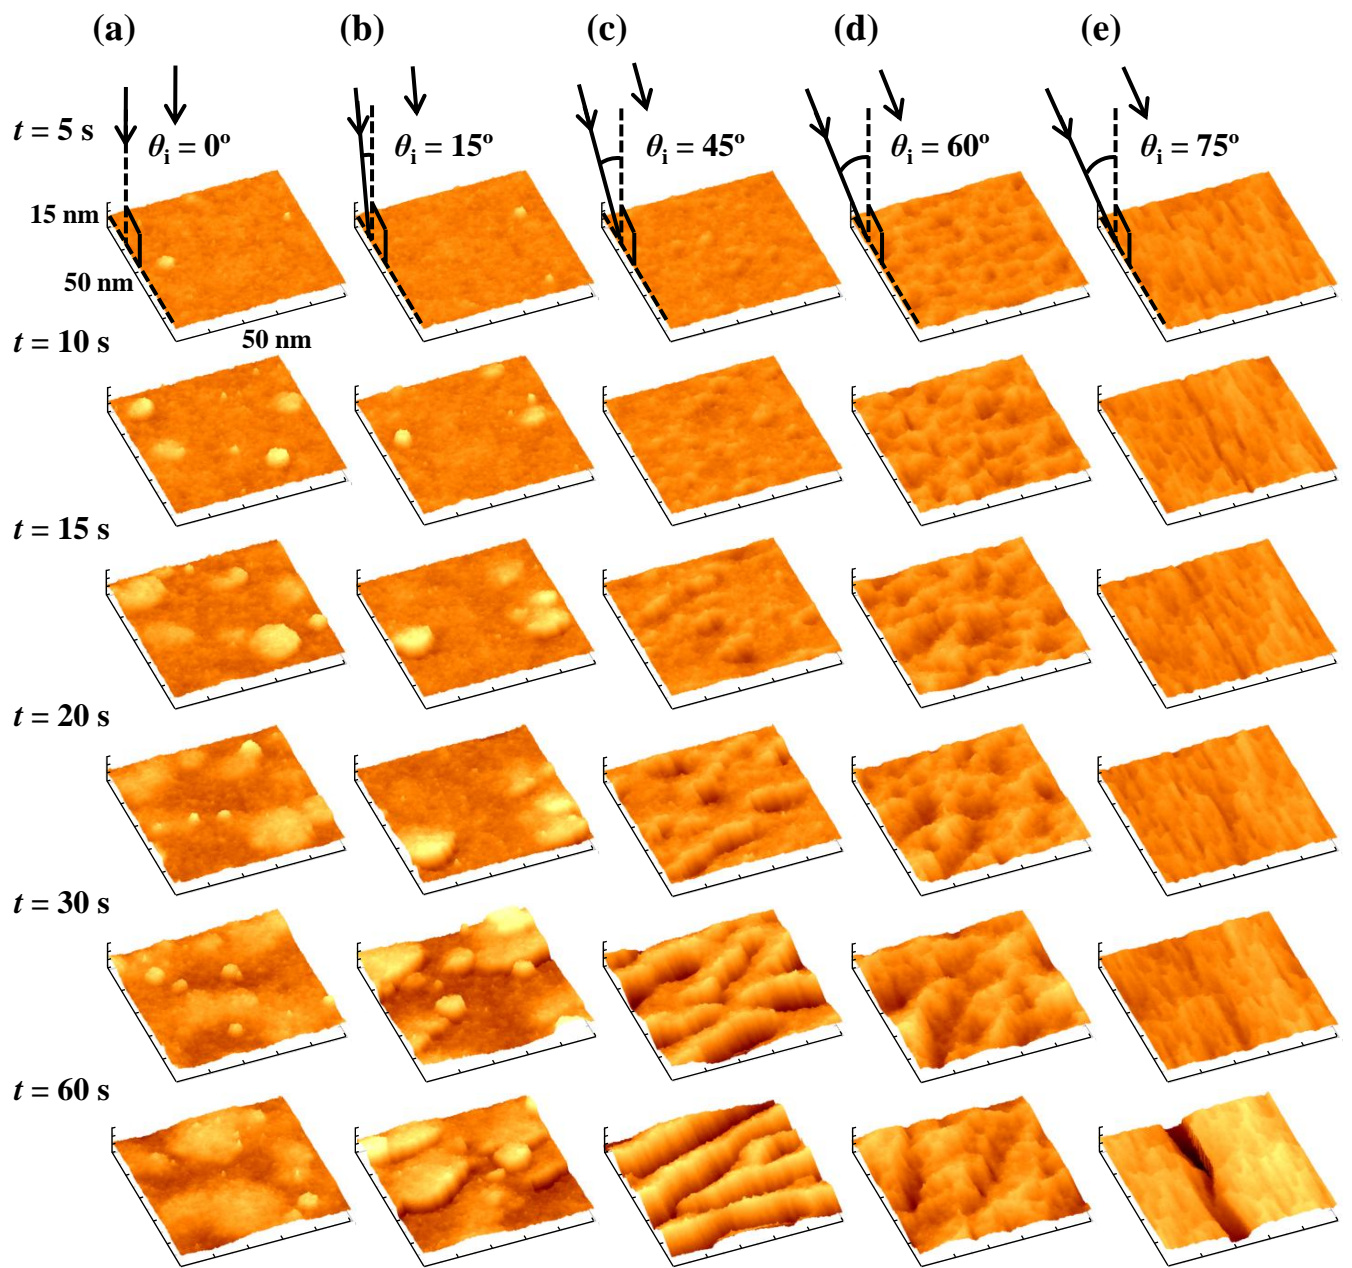 (a) (b) (c) (d) (e)
t = 5 s
θi = 0º θi = 15º θi = 45º θi = 60º θi = 75º
15 nm
50 nm
50 nm
t = 10 s
t = 15 s
t = 20 s
t = 30 s
t = 60 s